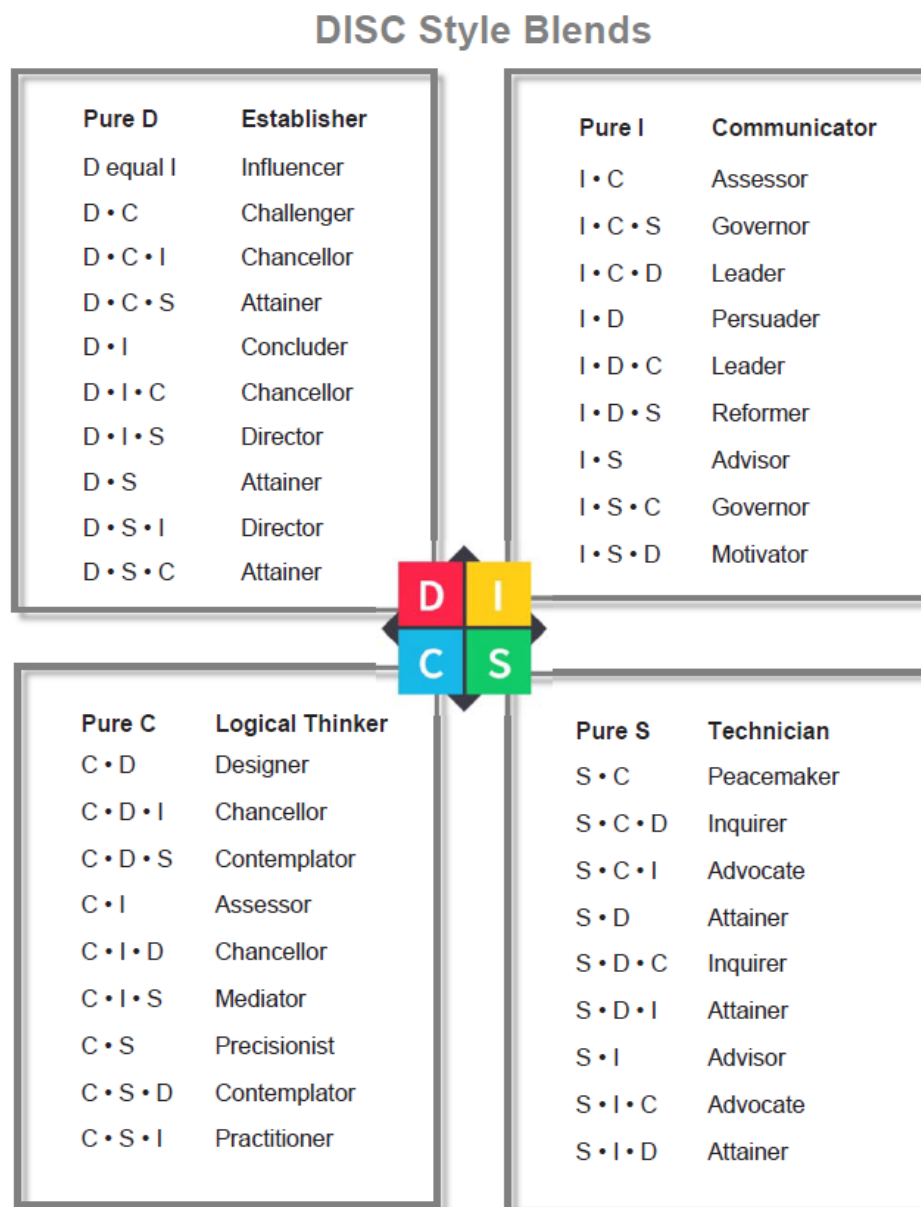 DISC Style Blends
Pure D Establisher
D equal I Influencer
D • C Challenger
D • C • I Chancellor
D • C • S Attainer
D • I Concluder
D • I • C Chancellor
D • I • S Director
D • S Attainer
D • S • I Director
D • S • C Attainer
Pure I Communicator
I • C Assessor
I • C • S Governor
I • C • D Leader
I • D Persuader
I • D • C Leader
I • D • S Reformer
I • S Advisor
I • S • C Governor
I • S • D Motivator
D I
C S
Pure C Logical Thinker
C • D Designer
C • D • I Chancellor
C • D • S Contemplator
C • I Assessor
C • I • D Chancellor
C • I • S Mediator
C • S Precisionist
C • S • D Contemplator
C • S • I Practitioner
Pure S Technician
S • C Peacemaker
S • C • D Inquirer
S • C • I Advocate
S • D Attainer
S • D • C Inquirer
S • D • I Attainer
S • I Advisor
S • I • C Advocate
S • I • D Attainer